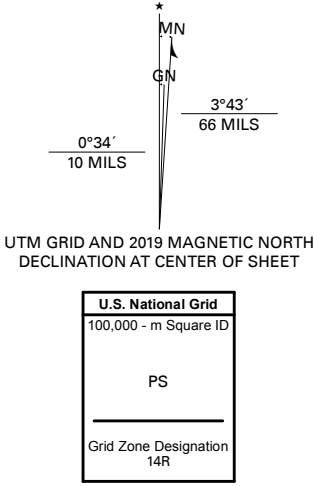 ★
MN
GN
3°43´
66 MILS
0°34´
10 MILS
UTM GRID AND 2019 MAGNETIC NORTH
DECLINATION AT CENTER OF SHEET
U.S. National Grid
100,000 - m Square ID
PS
Grid Zone Designation
14R